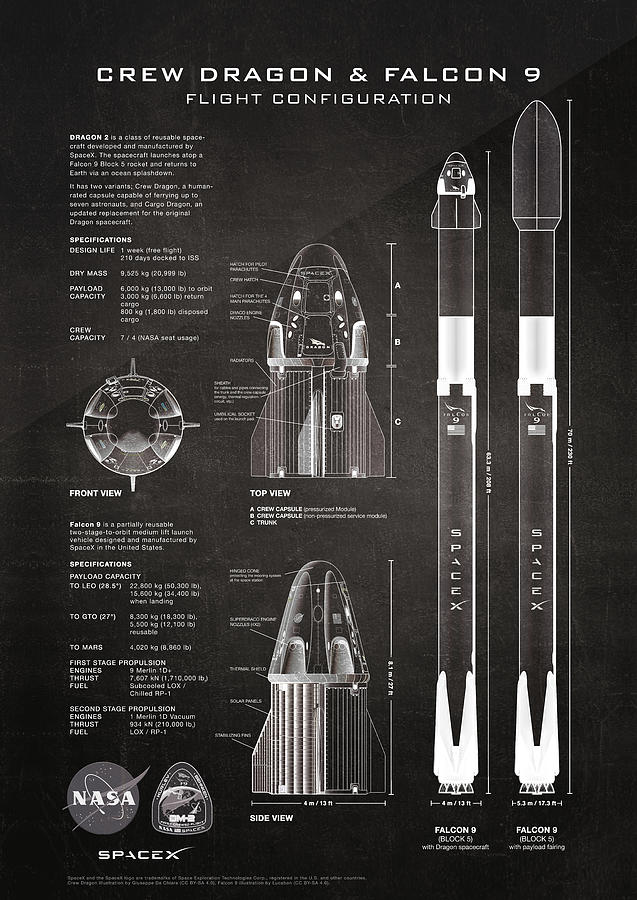 CREW DRAGON & FALCON 9
FLIGHT CONFIGURATION
DRAGON 2 is a class of reusable space-
craft developed and manufactured by
SpaceX. The spacecraft launches atop a
Falcon 9 Block 5 rocket and returns to
Earth via an ocean splashdown.
It has two variants; Crew Dragon, a human-
rated capsule capable of ferrying up to
seven astronauts, and Cargo Dragon, an
updated replacement for the original
Dragon spacecraft.
SPECIFICATIONS
DESIGN LIFE 1 week (free flight)
210 days docked to ISS
DRY MASS 9,525 kg (20,999 lb)
PAYLOAD 6,000 kg (13,000 lb) to orbit
CAPACITY 3,000 kg (6,600 lb) return
cargo
800 kg (1,800 lb) disposed
cargo
CREW
CAPACITY 7 / 4 (NASA seat usage)
FRONT VIEW
HATCH FOR PILOT
PARACHUTES
CREW HATCH
HATCH FOR THE 4
MAIN PARACHUTES
DRACO ENGINE
NOZZLES
RADIATORS
SHEATH
for cables and pipes connecting
the trunk and the crew capsule
(energy, thermal regulation
circuit, etc.)
UMBILICAL SOCKET
used on the launch pad
SPACEX
DRAGON
A
B
C
TOP VIEW
A CREW CAPSULE (pressurized Module)
B CREW CAPSULE (non-pressurized service module)
C TRUNK
Falcon 9 is a partially reusable
two-stage-to-orbit medium lift launch
vehicle designed and manufactured by
SpaceX in the United States.
SPECIFICATIONS
PAYLOAD CAPACITY
TO LEO (28.5°) 22,800 kg (50,300 lb),
15,600 kg (34,400 lb)
when landing
TO GTO (27°) 8,300 kg (18,300 lb),
5,500 kg (12,100 lb)
reusable
TO MARS 4,020 kg (8,860 lb)
FIRST STAGE PROPULSION
ENGINES 9 Merlin 1D+
THRUST 7,607 kN (1,710,000 lbf)
FUEL Subcooled LOX /
Chilled RP-1
SECOND STAGE PROPULSION
ENGINES 1 Merlin 1D Vacuum
THRUST 934 kN (210,000 lbf)
FUEL LOX / RP-1
HINGED CONE
protecting the mooring system
at the space station
SUPERDRACO ENGINE
NOZZLES (4X2)
THERMAL SHIELD
SOLAR PANELS
STABILIZING FINS
8.1 m / 27 ft
4 m / 13 ft
SIDE VIEW
FALCON
9
SPACEX
63.3 m / 208 ft
4 m / 13 ft
FALCON 9
(BLOCK 5)
with Dragon spacecraft
FALCON
9
SPACEX
70 m / 230 ft
5.3 m / 17.3 ft
FALCON 9
(BLOCK 5)
with payload fairing
NASA
DM-2
SPACEX
SpaceX and the SpaceX logo are trademarks of Space Exploration Technologies Corp., registered in the U.S. and other countries.
Crew Dragon illustration by Giuseppe De Chiara (CC BY-SA 4.0), Falcon 9 illustration by Lucabon (CC BY-SA 4.0).